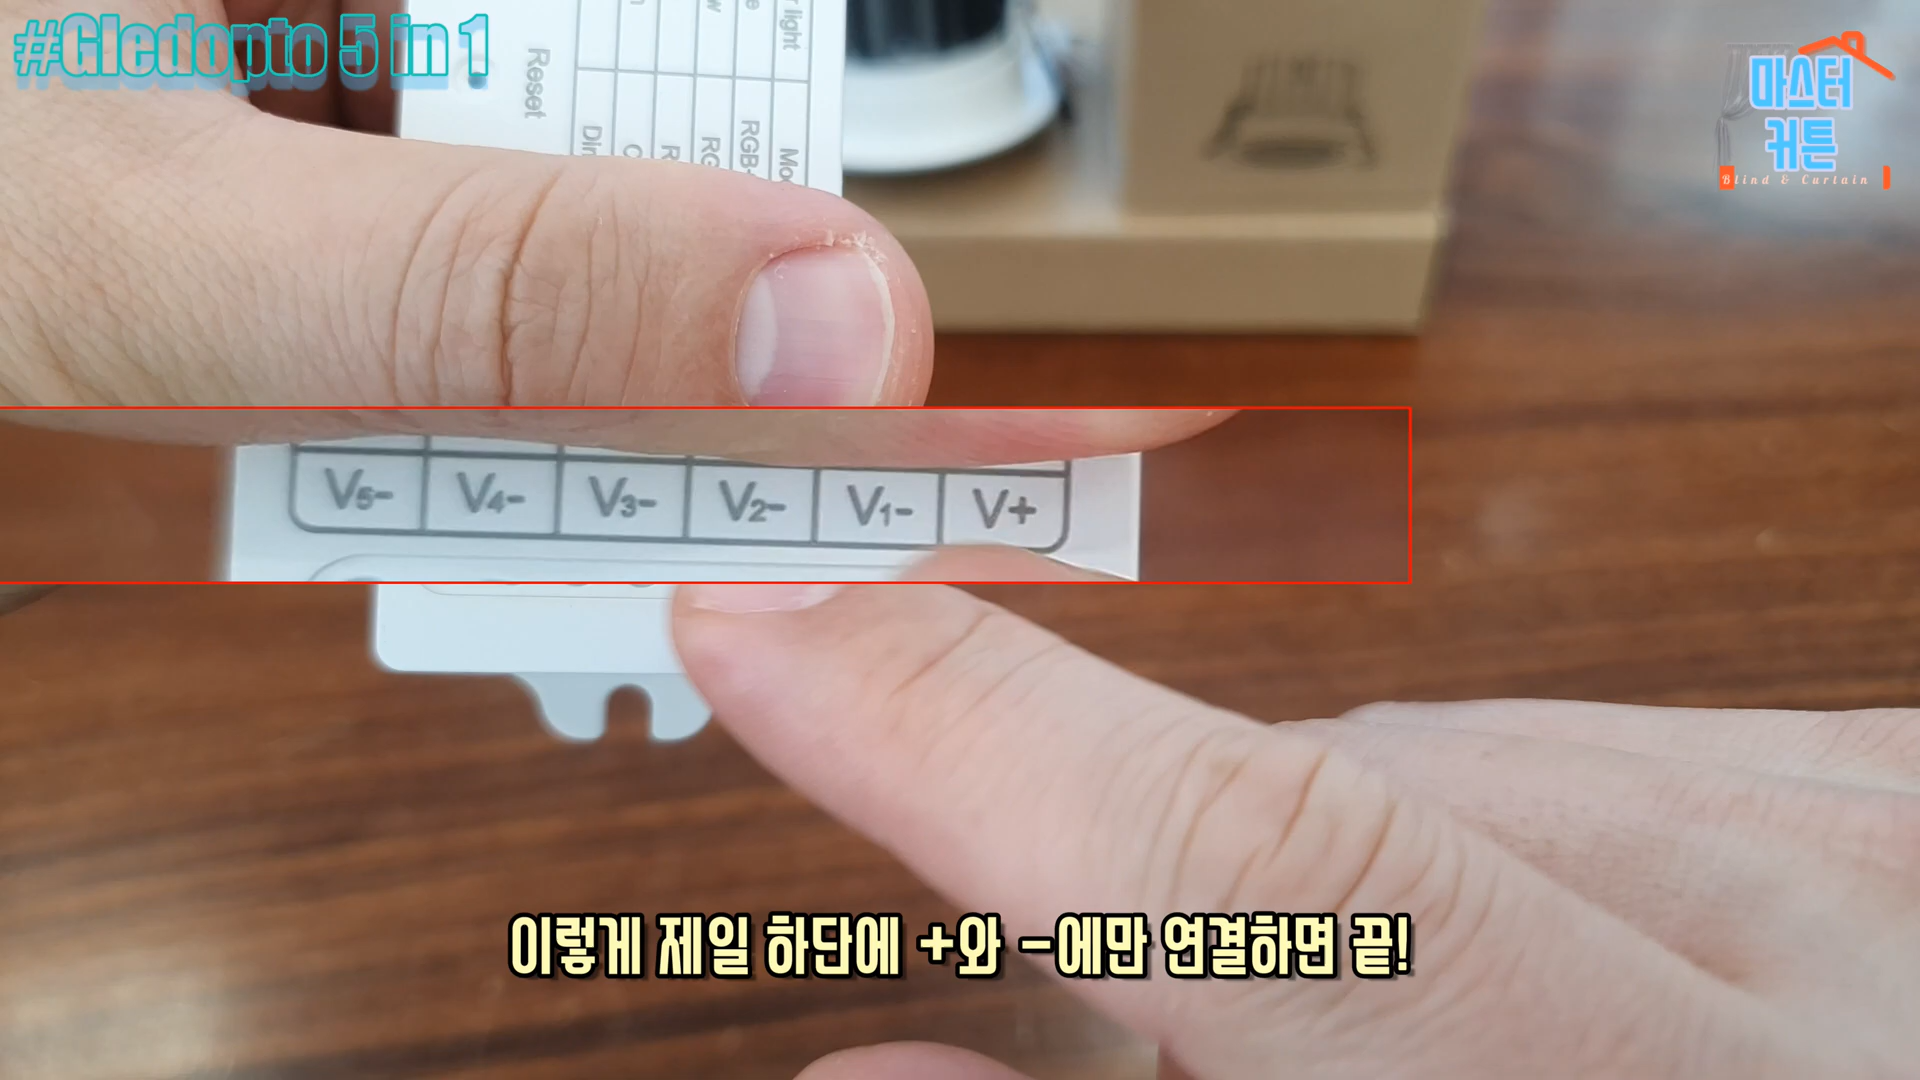 #Gledopto 5 in 1
마스터
커튼
Blind & Curtain
light
Reset
RGB
V5- V4- V3- V2- V1- V+
이렇게 제일 하단에 +와 -에만 연결하면 끝!